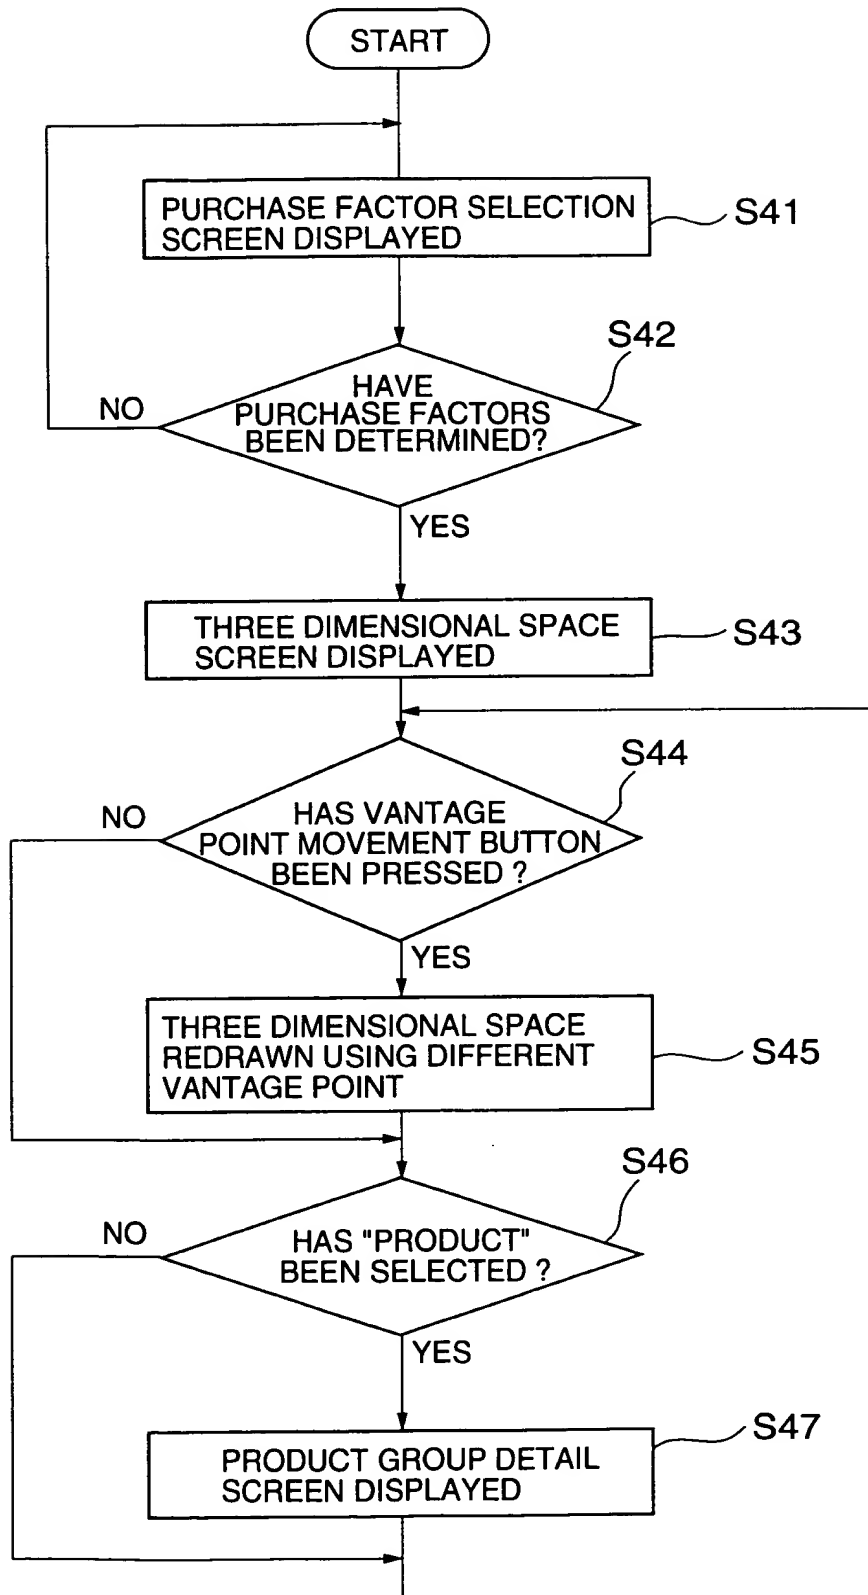 START
PURCHASE FACTOR SELECTION
SCREEN DISPLAYED
S41
S42
HAVE
PURCHASE FACTORS
BEEN DETERMINED?
NO
YES
THREE DIMENSIONAL SPACE
SCREEN DISPLAYED
S43
S44
NO
HAS VANTAGE
POINT MOVEMENT BUTTON
BEEN PRESSED ?
YES
THREE DIMENSIONAL SPACE
REDRAWN USING DIFFERENT
VANTAGE POINT
S45
S46
NO
HAS "PRODUCT"
BEEN SELECTED ?
YES
S47
PRODUCT GROUP DETAIL
SCREEN DISPLAYED